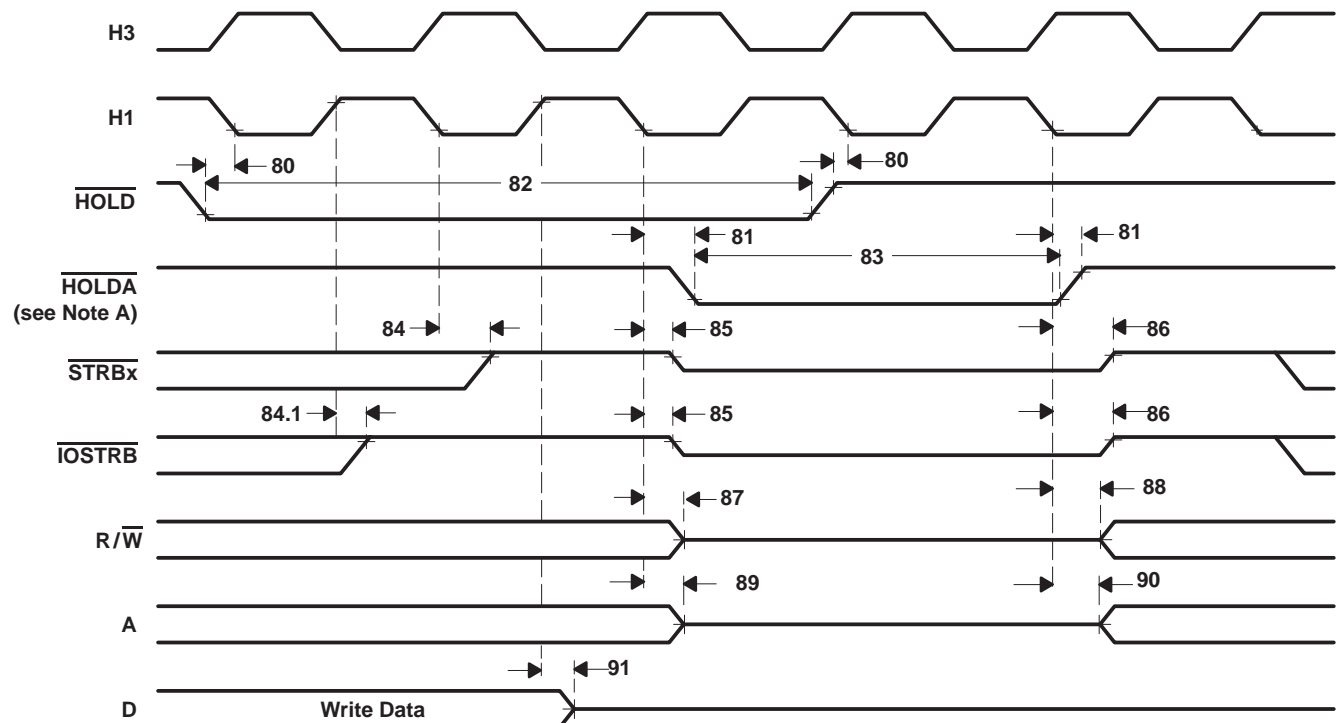 H3
H1
80
80
82
HOLD
81
81
83
HOLDA
(see Note A)
84
85
86
STRBx
84.1
85
86
IOSTRB
87
88
R/W
89
90
A
91
D
Write Data